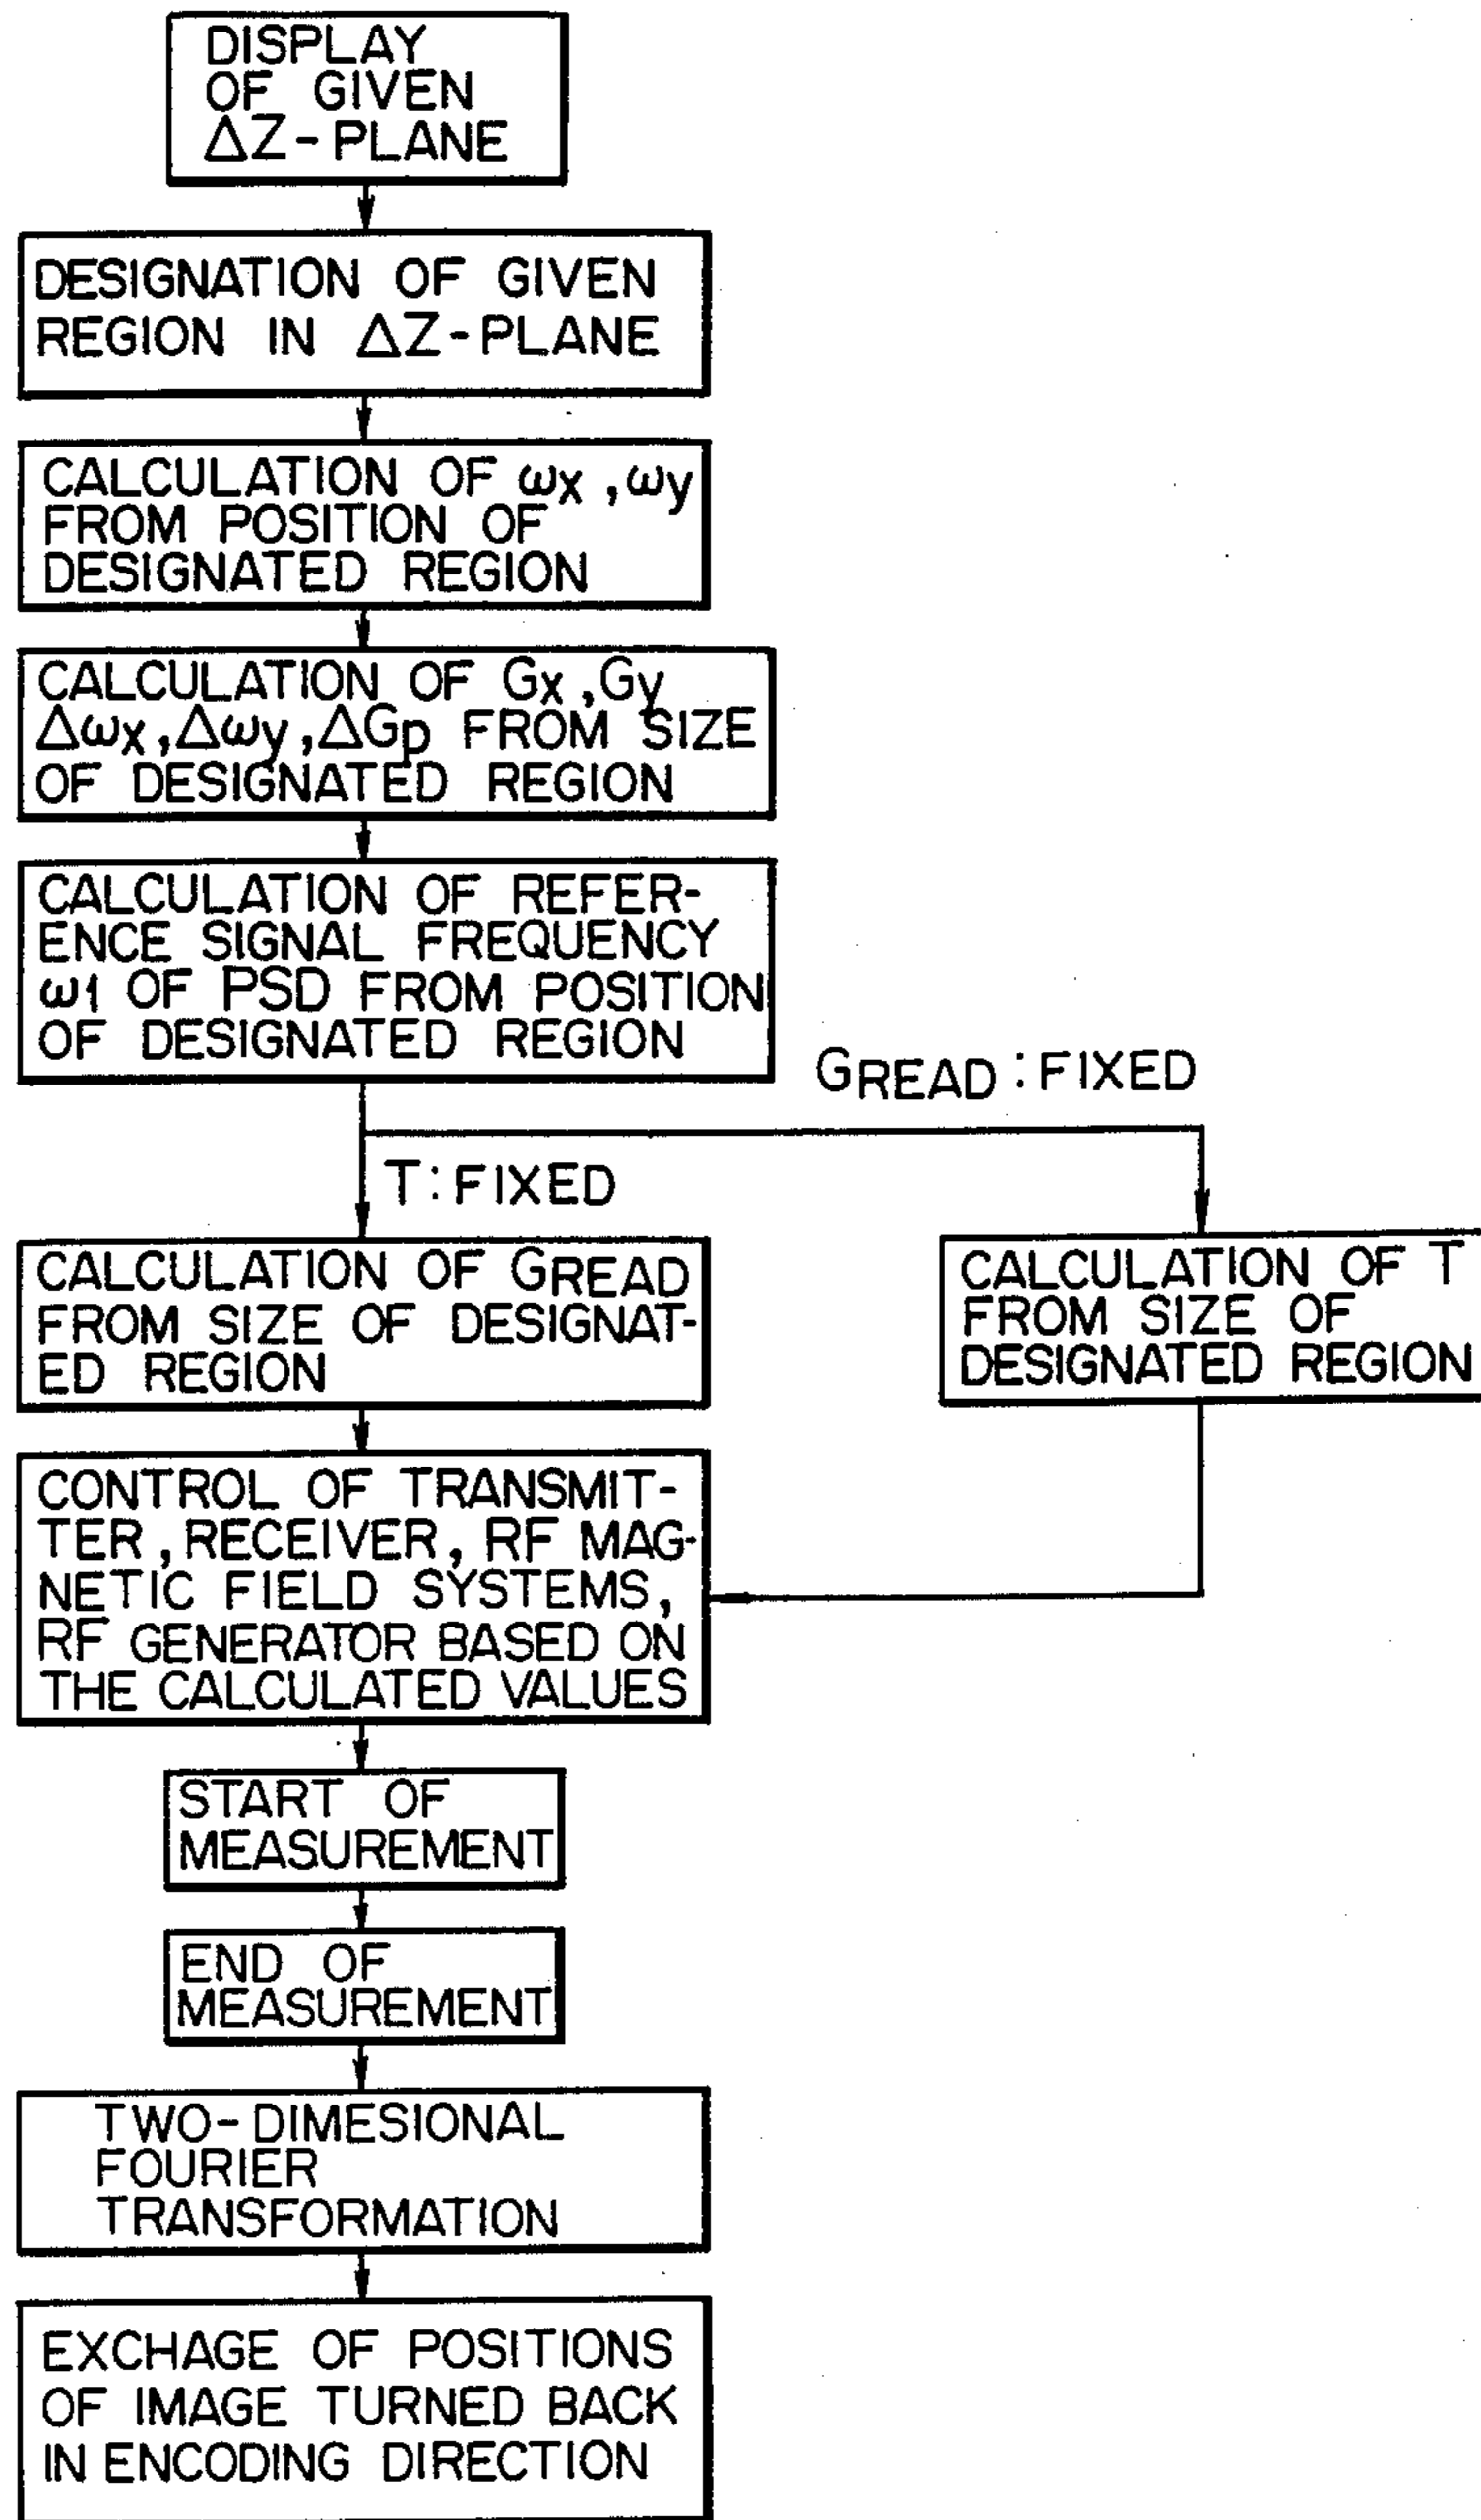 DISPLAY
OF GIVEN
ΔZ-PLANE
DESIGNATION OF GIVEN
REGION IN ΔZ-PLANE
CALCULATION OF ωx, ωy
FROM POSITION OF
DESIGNATED REGION
CALCULATION OF Gx, Gy
Δωx, Δωy, ΔGp FROM SIZE
OF DESIGNATED REGION
CALCULATION OF REFER-
ENCE SIGNAL FREQUENCY
ω1 OF PSD FROM POSITION
OF DESIGNATED REGION
GREAD : FIXED
T: FIXED
CALCULATION OF GREAD
FROM SIZE OF DESIGNAT-
ED REGION
CALCULATION OF T
FROM SIZE OF
DESIGNATED REGION
CONTROL OF TRANSMIT-
TER, RECEIVER, RF MAG-
NETIC FIELD SYSTEMS,
RF GENERATOR BASED ON
THE CALCULATED VALUES
START OF
MEASUREMENT
END OF
MEASUREMENT
TWO-DIMESIONAL
FOURIER
TRANSFORMATION
EXCHAGE OF POSITIONS
OF IMAGE TURNED BACK
IN ENCODING DIRECTION